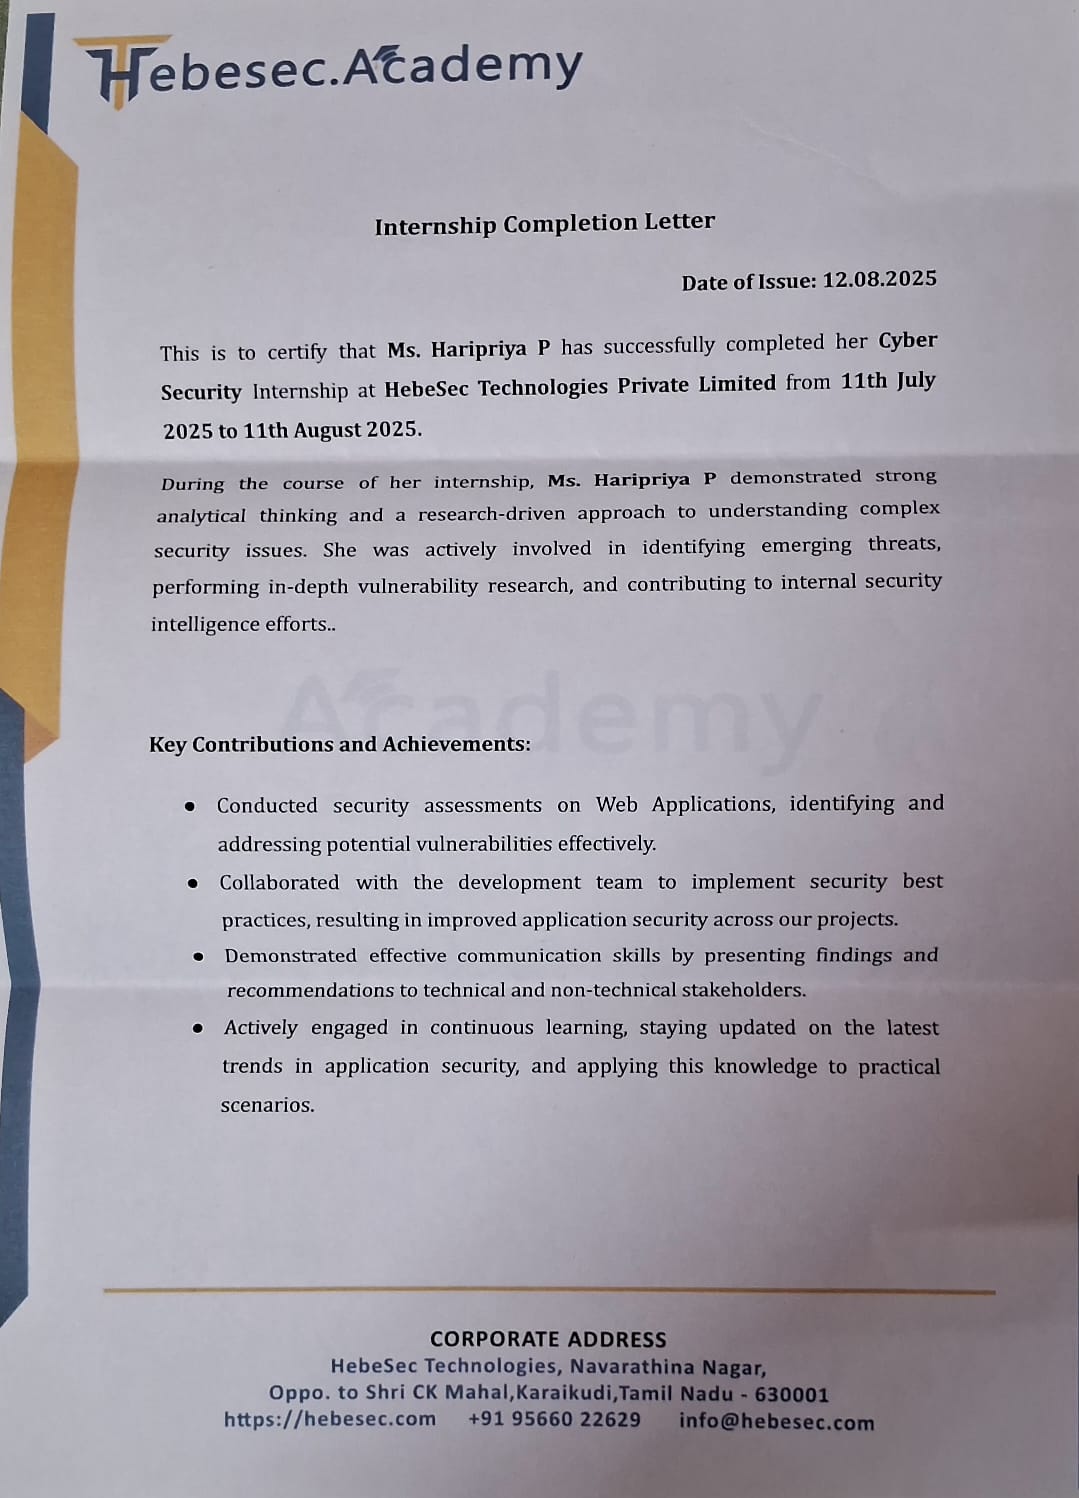 Hebesec.Academy
Internship Completion Letter
Date of Issue: 12.08.2025
This is to certify that Ms. Haripriya P has successfully completed her Cyber
Security Internship at HebeSec Technologies Private Limited from 11th July
2025 to 11th August 2025.
During the course of her internship, Ms. Haripriya P demonstrated strong
analytical thinking and a research-driven approach to understanding complex
security issues. She was actively involved in identifying emerging threats,
performing in-depth vulnerability research, and contributing to internal security
intelligence efforts..
Academy
Key Contributions and Achievements:
● Conducted security assessments on Web Applications, identifying and
addressing potential vulnerabilities effectively.
● Collaborated with the development team to implement security best
practices, resulting in improved application security across our projects.
● Demonstrated effective communication skills by presenting findings and
recommendations to technical and non-technical stakeholders.
● Actively engaged in continuous learning, staying updated on the latest
trends in application security, and applying this knowledge to practical
scenarios.
CORPORATE ADDRESS
HebeSec Technologies, Navarathina Nagar,
Oppo. to Shri CK Mahal,Karaikudi,Tamil Nadu - 630001
https://hebesec.com +91 95660 22629 info@hebesec.com